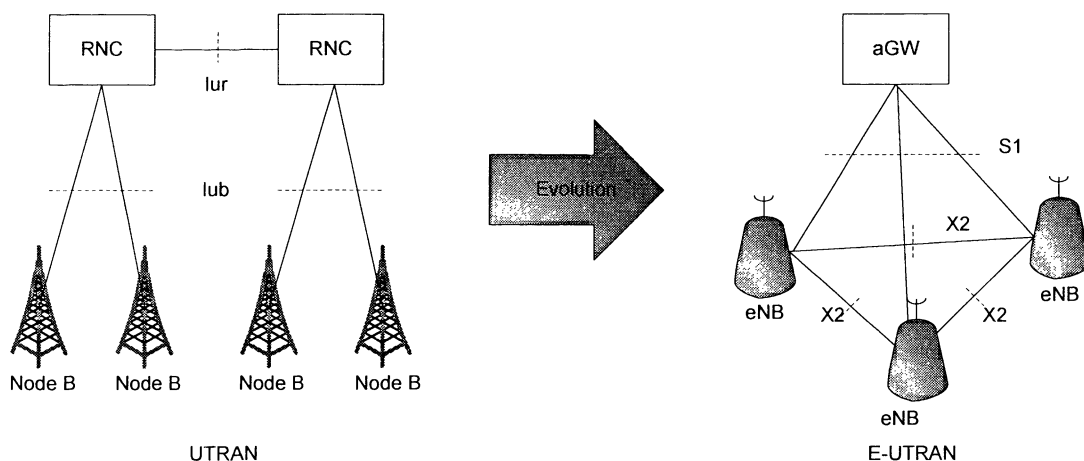 RNC
RNC
Iur
Iub
Node B
Node B
Node B
Node B
UTRAN
Evolution
aGW
S1
X2
eNB
eNB
X2
X2
eNB
E-UTRAN